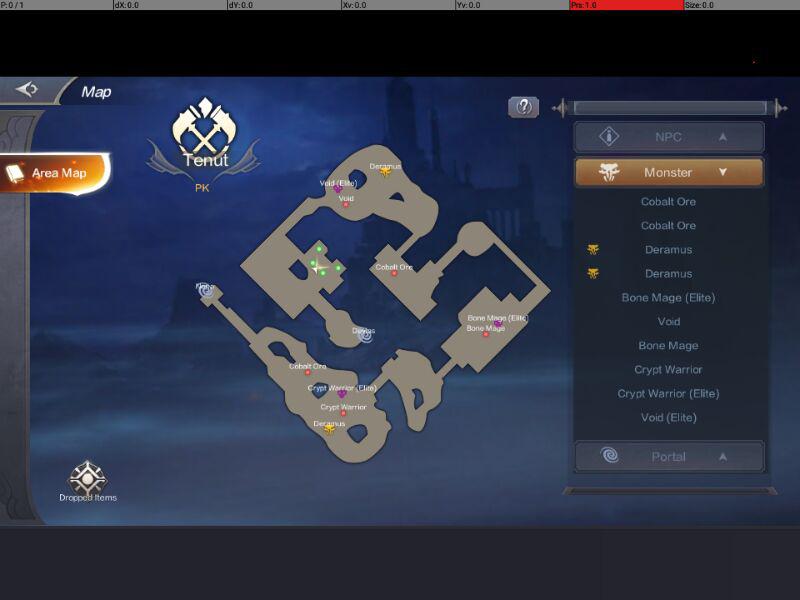 P: 0 / 1
dX: 0.0
dY: 0.0
Xv: 0.0
Yv: 0.0
Prs: 1.0
Size: 0.0
Map
Tenut
PK
Area Map
NPC
Monster
Cobalt Ore
Cobalt Ore
Deramus
Deramus
Bone Mage (Elite)
Void
Bone Mage
Crypt Warrior
Crypt Warrior (Elite)
Void (Elite)
Portal
Deramus
Void (Elite)
Void
Cobalt Ore
Bone Mage (Elite)
Bone Mage
Cobalt Ore
Crypt Warrior (Elite)
Crypt Warrior
Deramus
Dropped Items